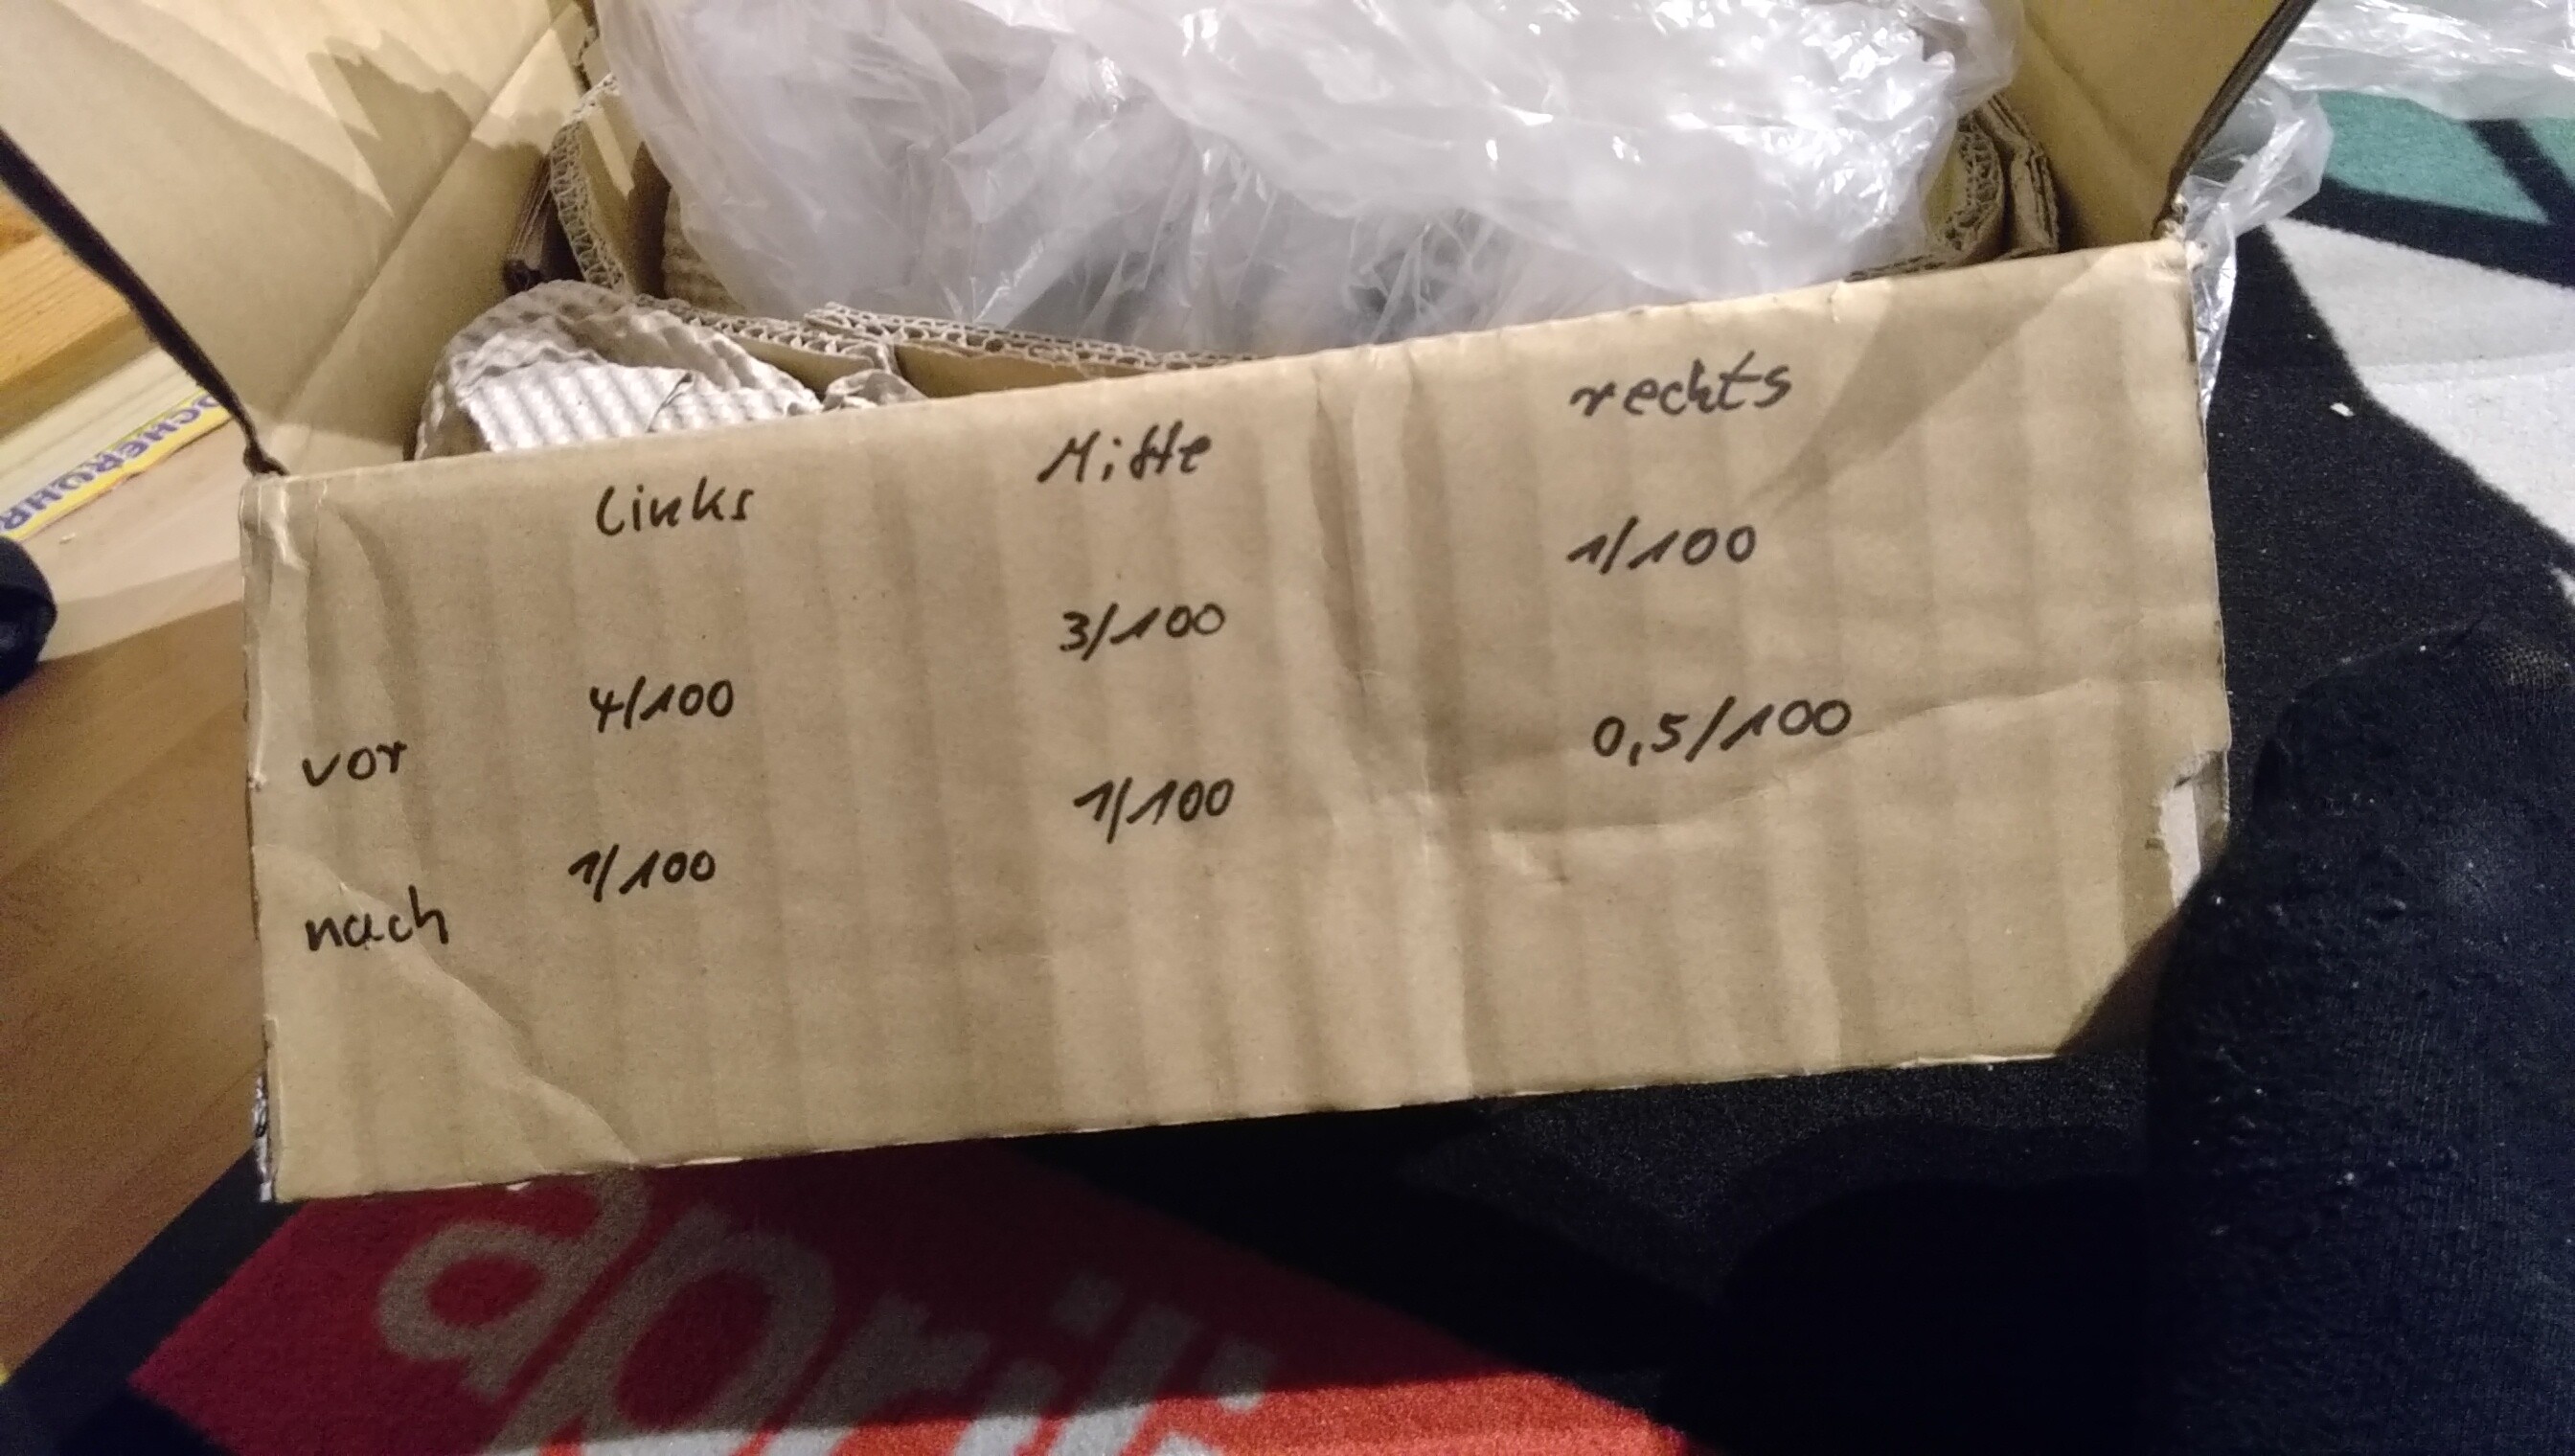 Links Mitte rechts
vor 4/100 3/100 1/100
nach 1/100 1/100 0,5/100